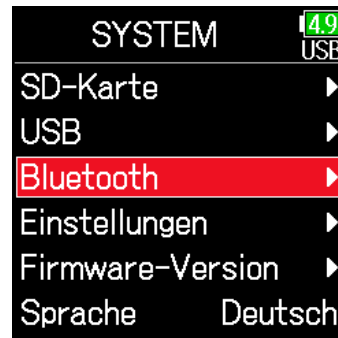 SYSTEM
4.9
USB
SD-Karte
USB
Bluetooth
Einstellungen
Firmware-Version
Sprache Deutsch